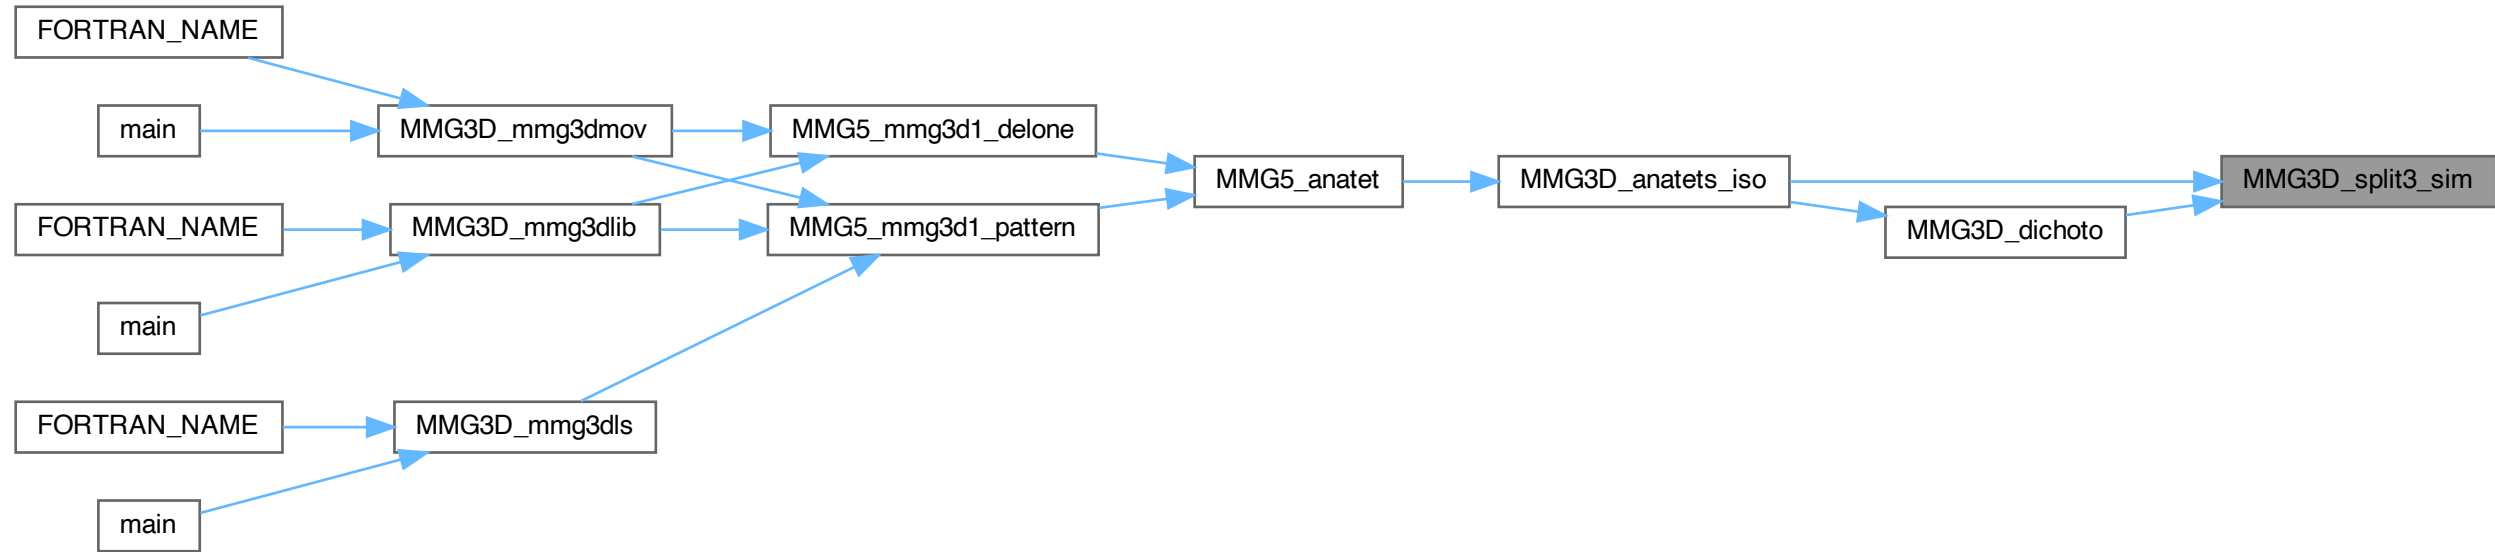 FORTRAN_NAME
main
MMG3D_mmg3dmov
MMG5_mmg3d1_delone
MMG5_anatet
MMG3D_anatets_iso
MMG3D_split3_sim
FORTRAN_NAME
MMG3D_mmg3dlib
MMG5_mmg3d1_pattern
MMG3D_dichoto
main
FORTRAN_NAME
MMG3D_mmg3dls
main